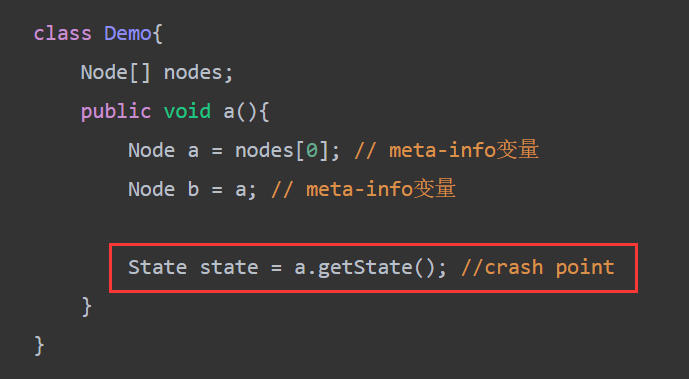 class Demo{
    Node[] nodes;
    public void a(){
        Node a = nodes[0]; // meta-info变量
        Node b = a; // meta-info变量
        State state = a.getState(); //crash point
    }
}